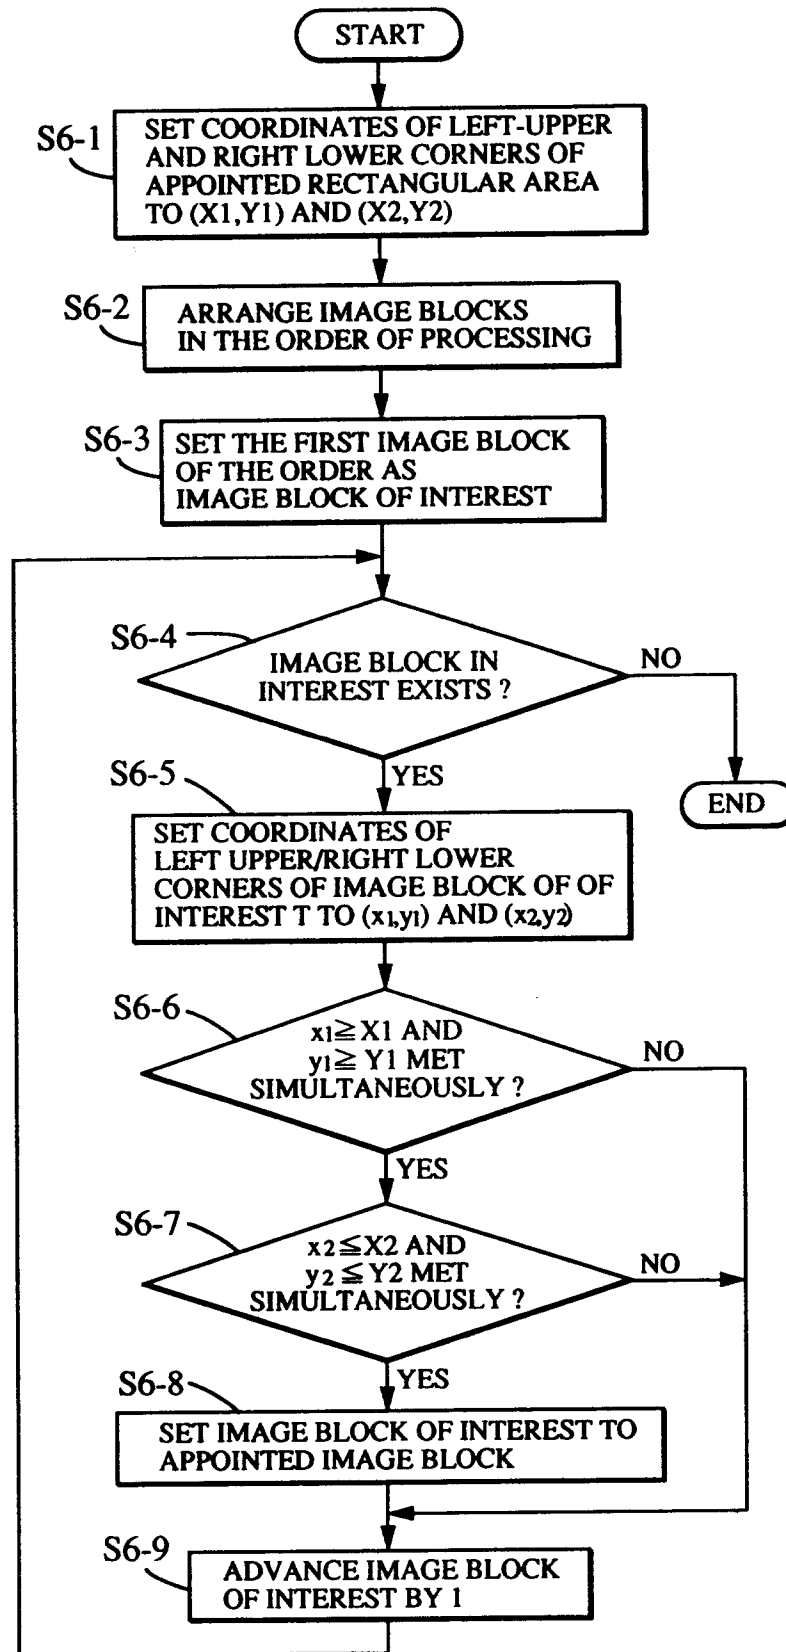 START
S6-1
SET COORDINATES OF LEFT-UPPER
AND RIGHT LOWER CORNERS OF
APPOINTED RECTANGULAR AREA
TO (X1,Y1) AND (X2,Y2)
S6-2
ARRANGE IMAGE BLOCKS
IN THE ORDER OF PROCESSING
S6-3
SET THE FIRST IMAGE BLOCK
OF THE ORDER AS
IMAGE BLOCK OF INTEREST
S6-4
IMAGE BLOCK IN
INTEREST EXISTS ?
NO
YES
END
S6-5
SET COORDINATES OF
LEFT UPPER/RIGHT LOWER
CORNERS OF IMAGE BLOCK OF OF
INTEREST T TO (x1,y1) AND (x2,y2)
S6-6
x1≧X1 AND
y1≧ Y1 MET
SIMULTANEOUSLY ?
NO
YES
S6-7
x2≦X2 AND
y2 ≦Y2 MET
SIMULTANEOUSLY ?
NO
YES
S6-8
SET IMAGE BLOCK OF INTEREST TO
APPOINTED IMAGE BLOCK
S6-9
ADVANCE IMAGE BLOCK
OF INTEREST BY 1